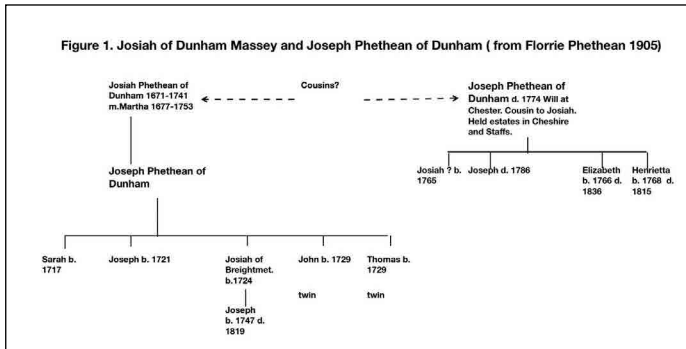 Figure 1. Josiah of Dunham Massey and Joseph Phethean of Dunham ( from Florrie Phethean 1905)
Josiah Phethean of
Dunham 1671-1741
m.Martha 1677-1753
Cousins?
Joseph Phethean of
Dunham d. 1774 Will at
Chester. Cousin to Josiah.
Held estates in Cheshire
and Staffs.
Joseph Phethean of
Dunham
Josiah ? b.
1765
Joseph d. 1786
Elizabeth
b. 1766 d.
1836
Henrietta
b. 1768 d.
1815
Sarah b.
1717
Joseph b. 1721
Josiah of
Breightmet.
b.1724
John b. 1729
twin
Thomas b.
1729
twin
Joseph
b. 1747 d.
1819